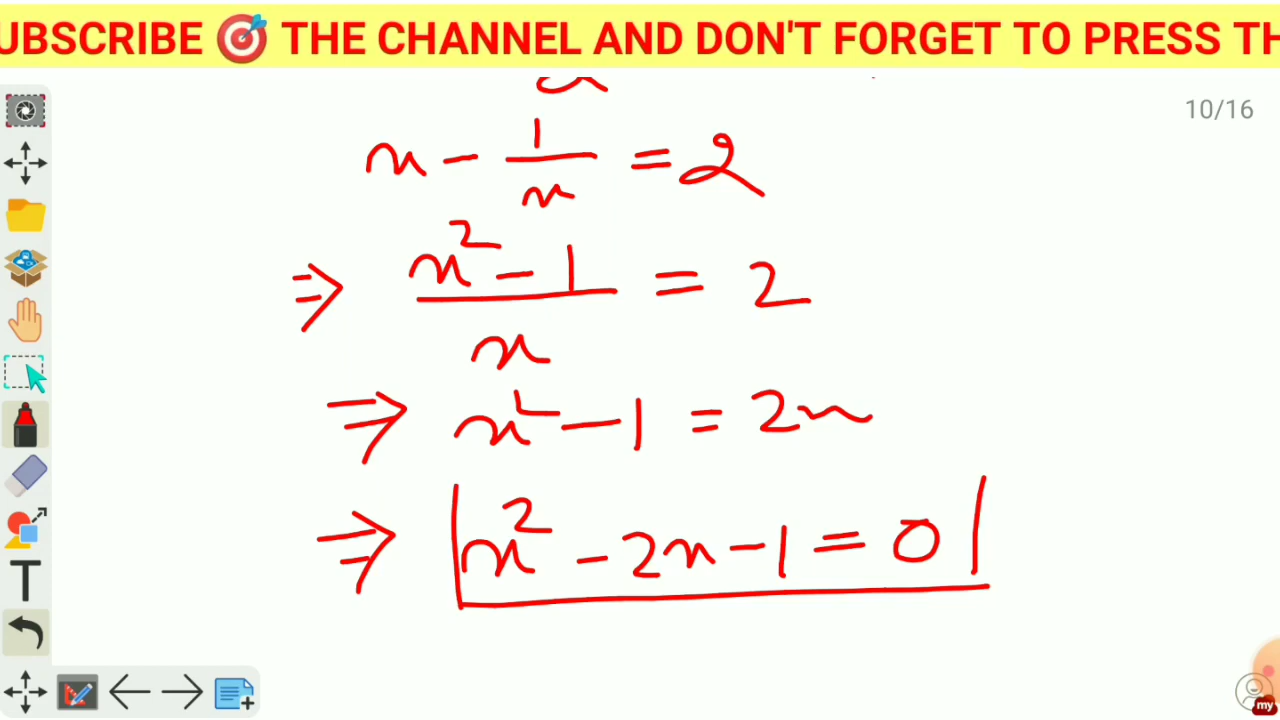 UBSCRIBE 🎯 THE CHANNEL AND DON'T FORGET TO PRESS TH
10/16
x - 1/x = 2
⇒ x² - 1 / x = 2
⇒ x² - 1 = 2x
⇒ x² - 2x - 1 = 0
T
my